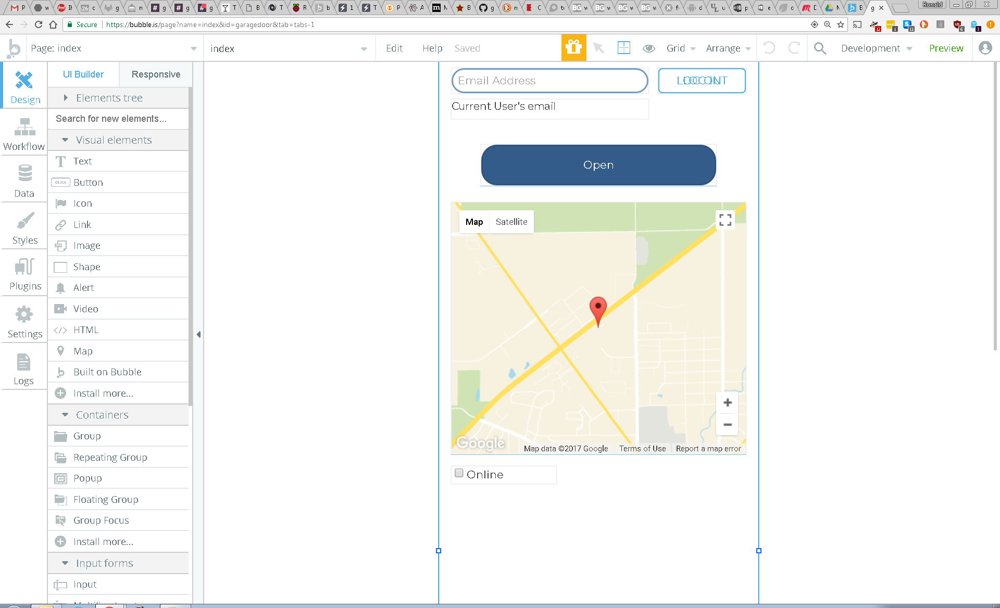 Ronald
Secure
https://bubble.is/page?name=index&id=garagedoor&tab=tabs-1
Page: index
index
Edit
Help
Saved
Grid
Arrange
Development
Preview
Design
Workflow
Data
Styles
Plugins
Settings
Logs
UI Builder
Responsive
Elements tree
Search for new elements...
Visual elements
Text
CLICK
Button
Icon
Link
Image
Shape
Alert
Video
HTML
Map
Built on Bubble
Install more...
Containers
Group
Repeating Group
Popup
Floating Group
Group Focus
Install more...
Input forms
Input
Email Address
Current User's email
Open
Map
Satellite
Google
Map data ©2017 Google
Terms of Use
Report a map error
Online